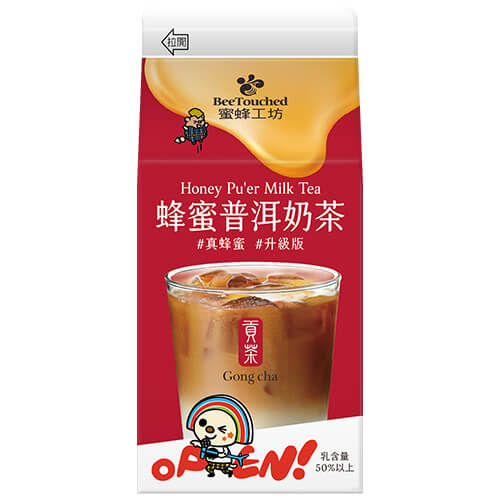 拉開
BeeTouched
蜜蜂工坊
Honey Pu'er Milk Tea
蜂蜜普洱奶茶
#真蜂蜜 #升級版
貢茶
Gong cha
OPEN!
乳含量
50%以上